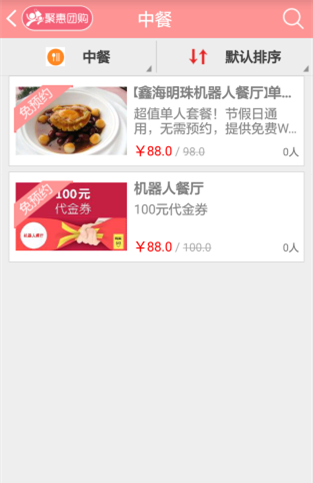 聚惠团购
中餐
中餐
默认排序
免预约
【鑫海明珠机器人餐厅】单...
超值单人套餐！节假日通
用，无需预约，提供免费W...
￥88.0 / 98.0
0人
免预约
100元
代金券
机器人餐厅
机器人餐厅
100元代金券
￥88.0 / 100.0
0人